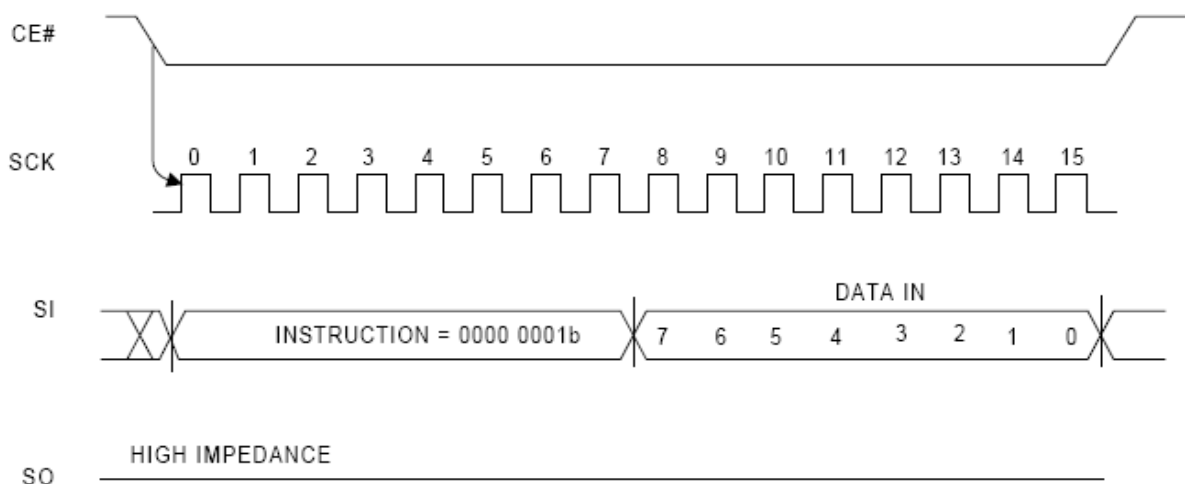 CE#
SCK 0 1 2 3 4 5 6 7 8 9 10 11 12 13 14 15
DATA IN
SI INSTRUCTION = 0000 0001b 7 6 5 4 3 2 1 0
HIGH IMPEDANCE
SO